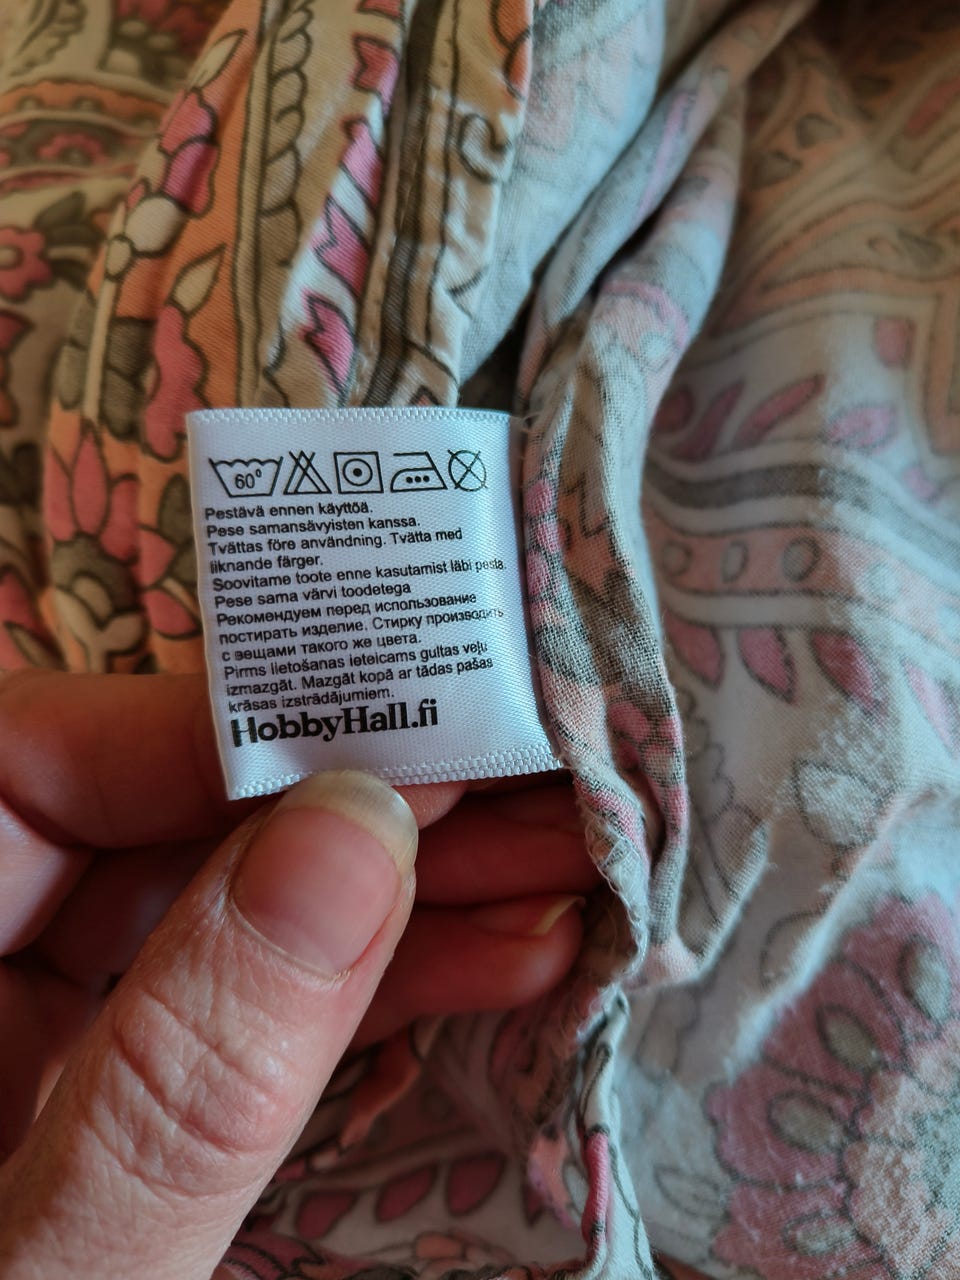 60°
Pestävä ennen käyttöä.
Pese samansävyisten kanssa.
Tvättas före användning. Tvätta med
liknande färger.
Soovitame toote enne kasutamist läbi pesta.
Pese sama värvi toodetega
Рекомендуем перед использование
постирать изделие. Стирку производить
с вещами такого же цвета.
Pirms lietošanas ieteicams gultas veļu
izmazgāt. Mazgāt kopā ar tādas pašas
krāsas izstrādājumiem.
HobbyHall.fi